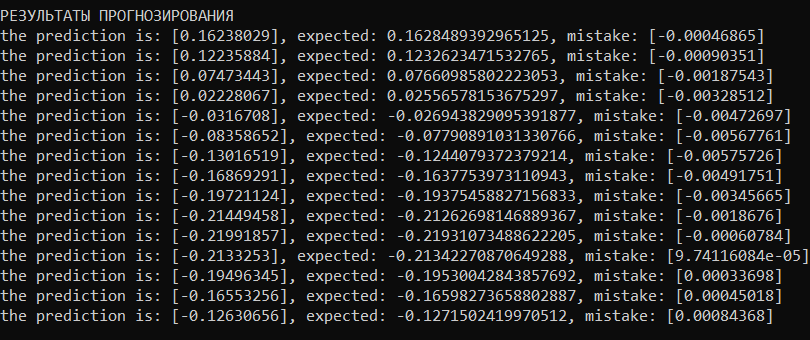 РЕЗУЛЬТАТЫ ПРОГНОЗИРОВАНИЯ
the prediction is: [0.16238029], expected: 0.1628489392965125, mistake: [-0.00046865]
the prediction is: [0.12235884], expected: 0.1232623471532765, mistake: [-0.00090351]
the prediction is: [0.07473443], expected: 0.07660985802223053, mistake: [-0.00187543]
the prediction is: [0.02228067], expected: 0.02556578153675297, mistake: [-0.00328512]
the prediction is: [-0.0316708], expected: -0.026943829095391877, mistake: [-0.00472697]
the prediction is: [-0.08358652], expected: -0.07790891031330766, mistake: [-0.00567761]
the prediction is: [-0.13016519], expected: -0.1244079372379214, mistake: [-0.00575726]
the prediction is: [-0.16869291], expected: -0.1637753973110943, mistake: [-0.00491751]
the prediction is: [-0.19721124], expected: -0.19375458827156833, mistake: [-0.00345665]
the prediction is: [-0.21449458], expected: -0.21262698146889367, mistake: [-0.0018676]
the prediction is: [-0.21991857], expected: -0.21931073488622205, mistake: [-0.00060784]
the prediction is: [-0.2133253], expected: -0.21342270870649288, mistake: [9.74116084e-05]
the prediction is: [-0.19496345], expected: -0.19530042843857692, mistake: [0.00033698]
the prediction is: [-0.16553256], expected: -0.16598273658802887, mistake: [0.00045018]
the prediction is: [-0.12630656], expected: -0.1271502419970512, mistake: [0.00084368]